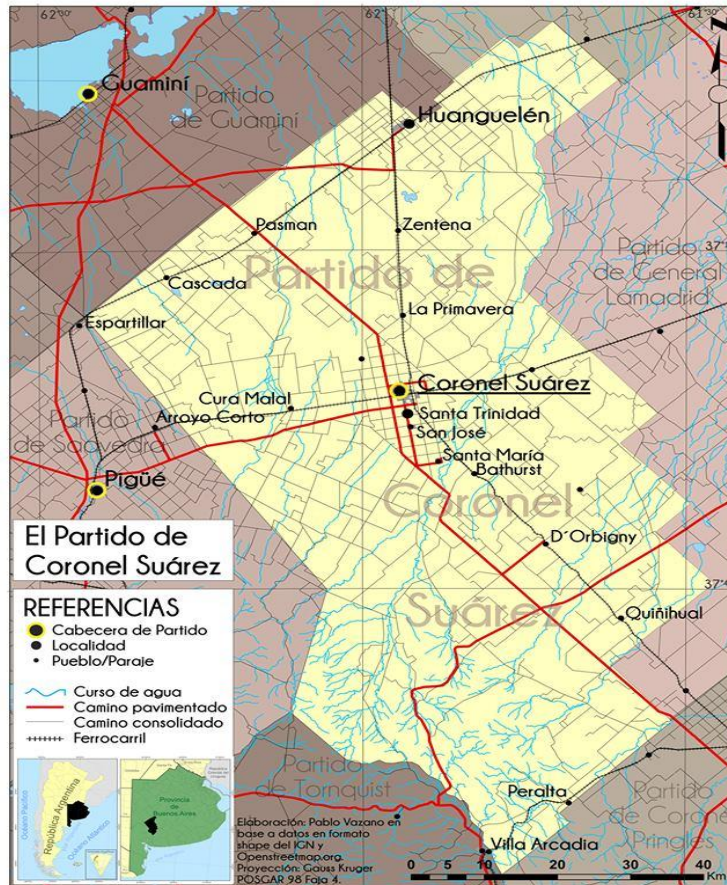 62°30'
62°
61°30'
Guaminí
Partido
de Guaminí
Huanguelén
Pasman
Zentena
37°
Partido de
Partido
de General
Lamadrid
Cascada
Espartillar
La Primavera
Coronel Suárez
Cura Malal
Arroyo Corto
Santa Trinidad
San José
Partido
de Saavedra
Santa María
Bathurst
Pigüé
Coronel
El Partido de
Coronel Suárez
D´Orbigny
REFERENCIAS
Cabecera de Partido
Localidad
Pueblo/Paraje
Curso de agua
Camino pavimentado
Camino consolidado
Ferrocarril
Suárez
Quiñihual
Partido
de Tornquist
Peralta
Partido
de Coronel
Pringles
Villa Arcadia
República Argentina
Océano Pacífico
Océano Atlántico
Provincia
de Buenos Aires
Elaboración: Pablo Vazano en
base a datos en formato
shape del IGN y
Openstreetmap.org.
Proyección: Gauss Kruger
POSGAR 98 Faja 4.
0 10 20 40
Km